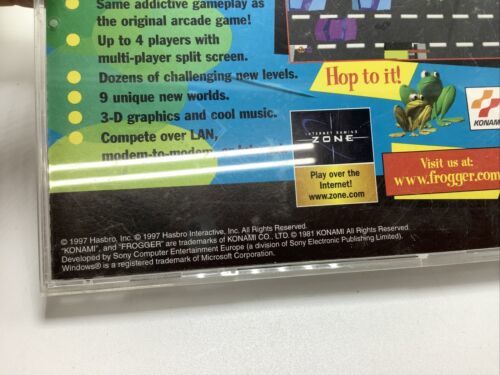 Same addictive gameplay as
the original arcade game!
Up to 4 players with
multi-player split screen.
Dozens of challenging new levels.
9 unique new worlds.
3-D graphics and cool music.
Compete over LAN,
modem-to-modem
Hop to it!
KONAMI
INTERNET GAMING
ZONE
Play over the
Internet!
www.zone.com
Visit us at:
www.frogger.com
© 1997 Hasbro, Inc. © 1997 Hasbro Interactive, Inc. All Rights Reserved.
"KONAMI", and "FROGGER" are trademarks of KONAMI CO., LTD. © 1981 KONAMI All Rights Reserved.
Developed by Sony Computer Entertainment Europe (a division of Sony Electronic Publishing Limited).
Windows® is a registered trademark of Microsoft Corporation.